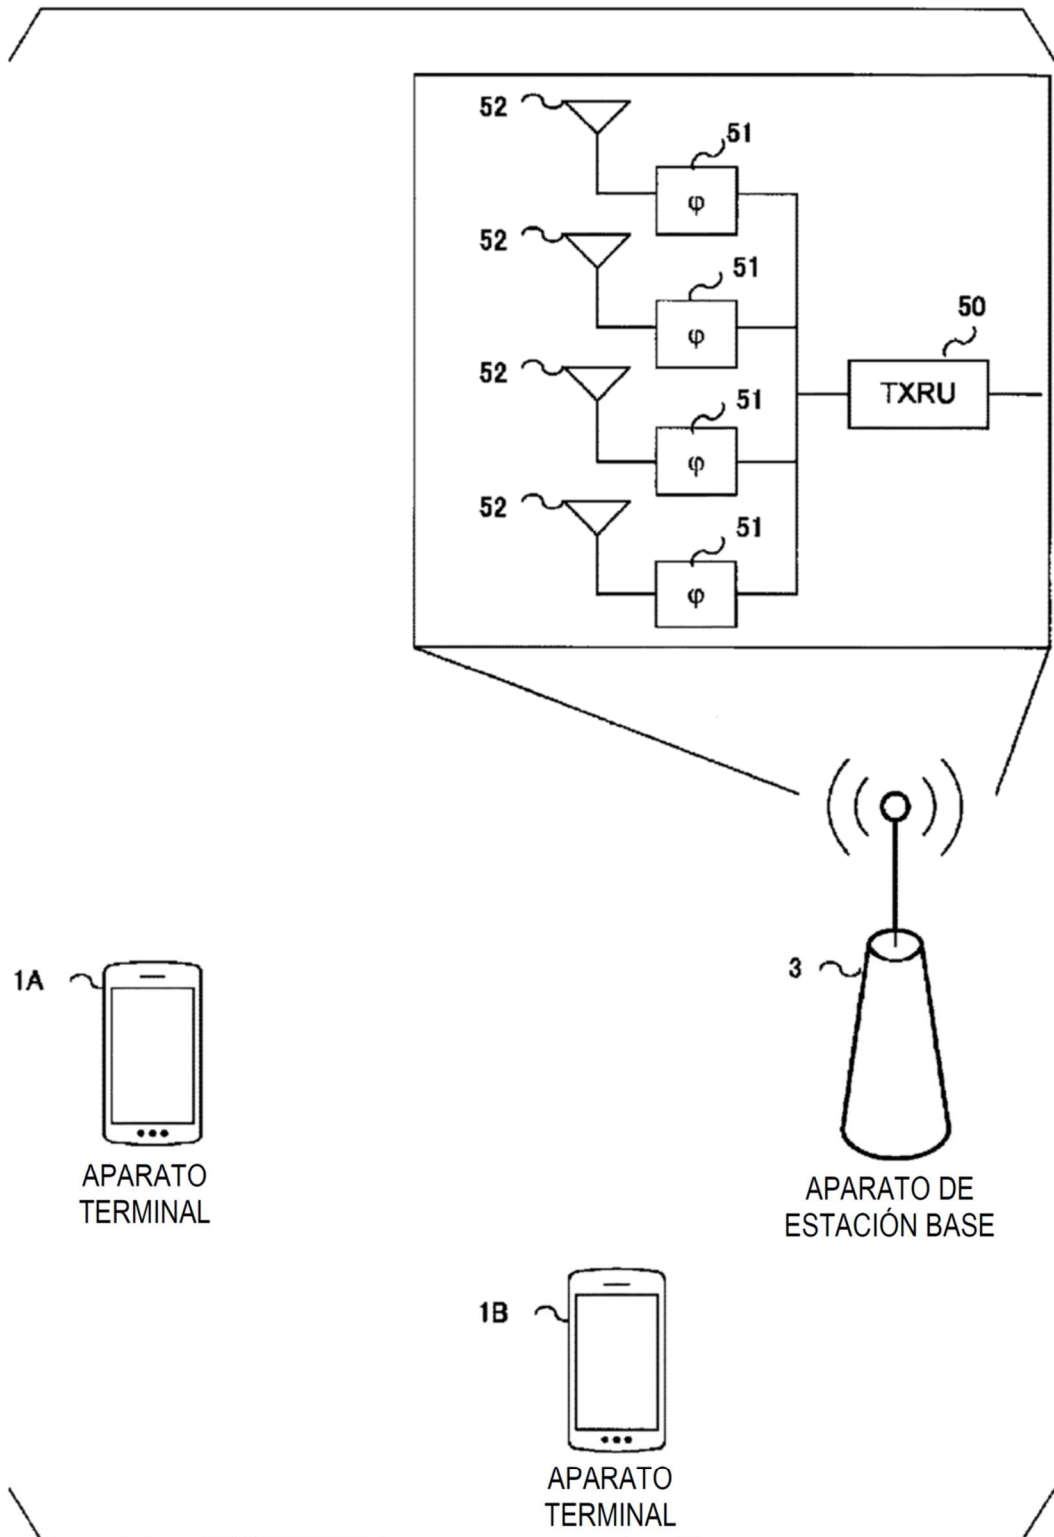 52
51
φ
52
51
φ
50
TXRU
52
51
φ
52
51
φ
3
1A
APARATO
TERMINAL
APARATO DE
ESTACIÓN BASE
1B
APARATO
TERMINAL